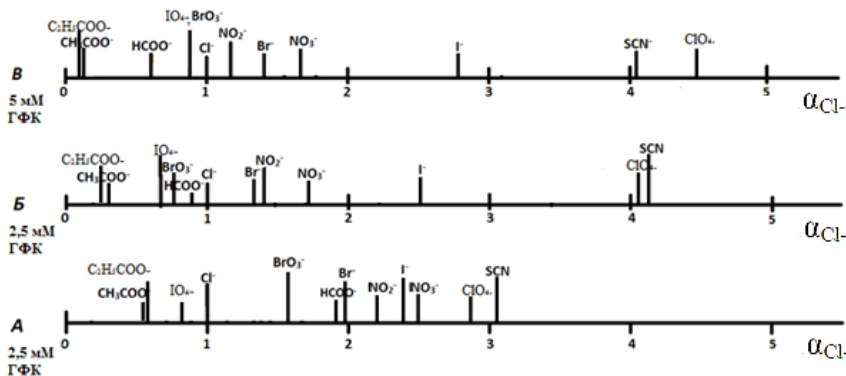 IO₄- BrO₃⁻
C₂H₅COO-
CH₃COO⁻ HCOO⁻ Cl⁻ NO₂⁻ Br⁻ NO₃⁻ I⁻ SCN⁻ ClO₄-
В
0 1 2 3 4 5
5 мМ
ГФК
αCl-
C₂H₅COO- IO₄- NO₂⁻ SCN
CH₃COO⁻ BrO₃⁻ HCOO⁻ Cl⁻ Br⁻ NO₃⁻ I⁻ ClO₄-
Б
0 1 2 3 4 5
2,5 мМ
ГФК
αCl-
C₂H₅COO- Cl⁻ BrO₃⁻ Br⁻ I⁻ SCN
CH₃COO⁻ IO₄- HCOO⁻ NO₂⁻ NO₃⁻ ClO₄-
А
0 1 2 3 4 5
2,5 мМ
ГФК
αCl-